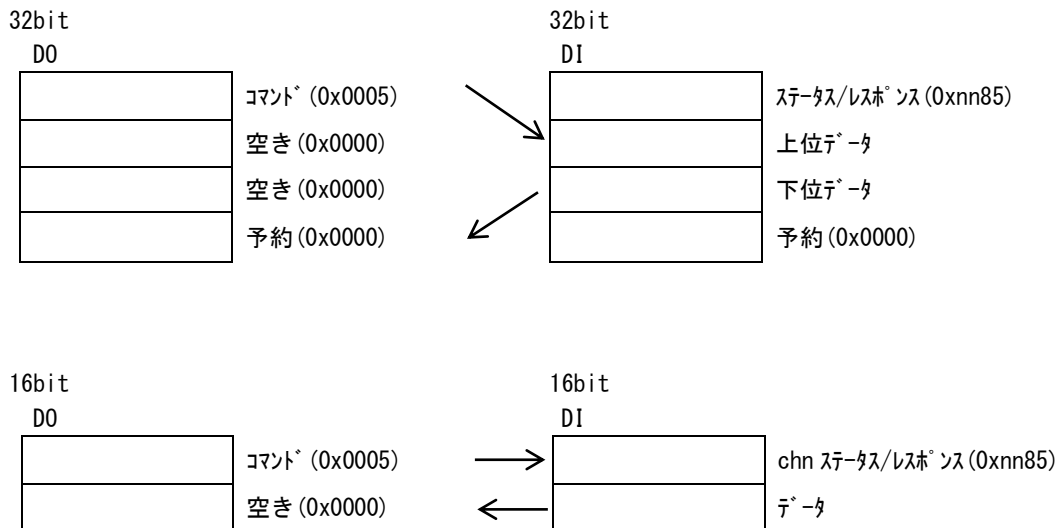 32bit 32bit
DO DI
ｺﾏﾝﾄﾞ(0x0005) ｽﾃｰﾀｽ/ﾚｽﾎﾟﾝｽ(0xnn85)
空き(0x0000) 上位ﾃﾞｰﾀ
空き(0x0000) 下位ﾃﾞｰﾀ
予約(0x0000) 予約(0x0000)
16bit 16bit
DO DI
ｺﾏﾝﾄﾞ(0x0005) chn ｽﾃｰﾀｽ/ﾚｽﾎﾟﾝｽ(0xnn85)
空き(0x0000) ﾃﾞｰﾀ